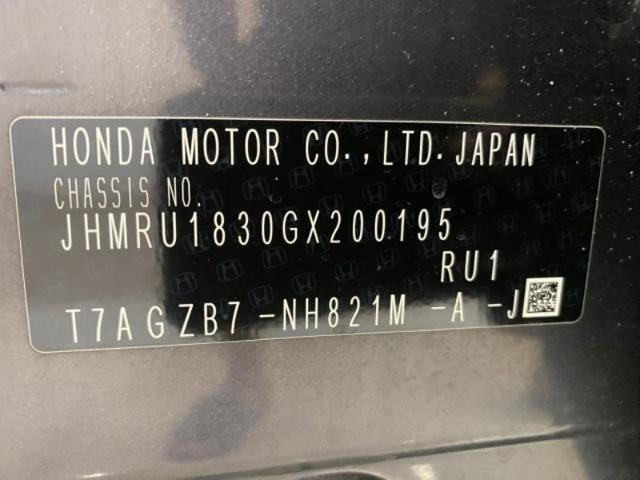 HONDA MOTOR CO.,LTD.JAPAN
CHASSIS NO.
JHMRU1830GX200195
RU1
T7AGZB7 -NH821M -A -J